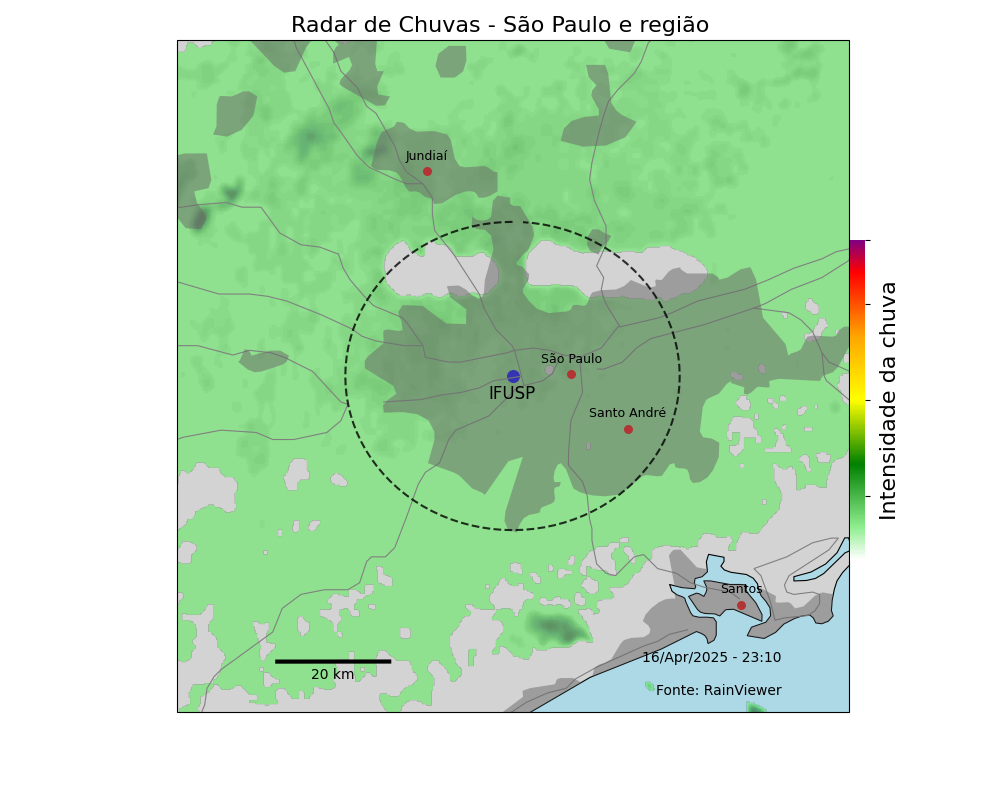 Radar de Chuvas - São Paulo e região
Jundiaí
São Paulo
IFUSP
Santo André
Intensidade da chuva
Santos
16/Apr/2025 - 23:10
20 km
Fonte: RainViewer